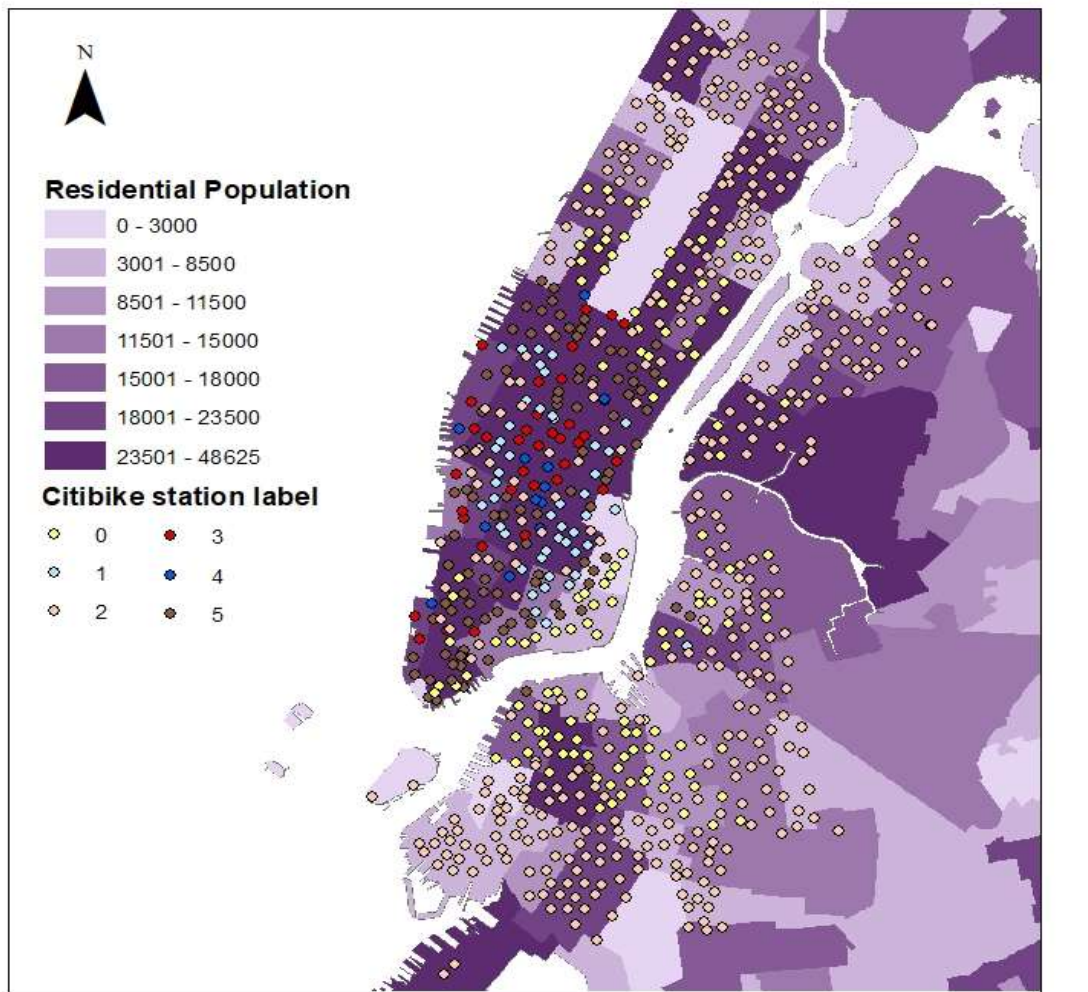 N
Residential Population
0 - 3000
3001 - 8500
8501 - 11500
11501 - 15000
15001 - 18000
18001 - 23500
23501 - 48625
Citibike station label
0 3
1 4
2 5